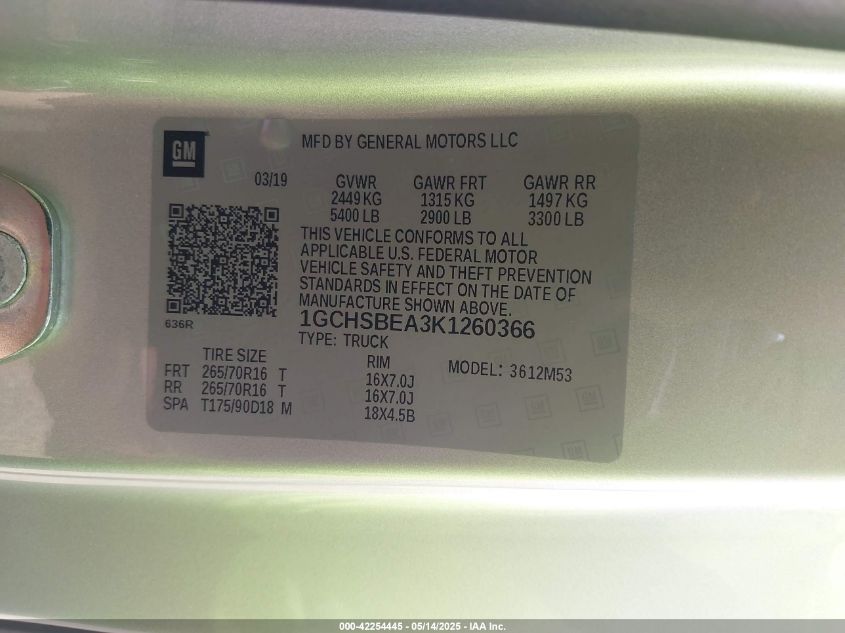 GM
MFD BY GENERAL MOTORS LLC
03/19
GVWR GAWR FRT GAWR RR
2449 KG 1315 KG 1497 KG
5400 LB 2900 LB 3300 LB
THIS VEHICLE CONFORMS TO ALL
APPLICABLE U.S. FEDERAL MOTOR
VEHICLE SAFETY AND THEFT PREVENTION
STANDARDS IN EFFECT ON THE DATE OF
MANUFACTURE SHOWN ABOVE.
1GCHSBEA3K1260366
636R
TYPE: TRUCK
TIRE SIZE RIM MODEL: 3612M53
FRT 265/70R16 T 16X7.0J
RR 265/70R16 T 16X7.0J
SPA T175/90D18 M 18X4.5B
000-42254445 - 05/14/2025 - IAA Inc.